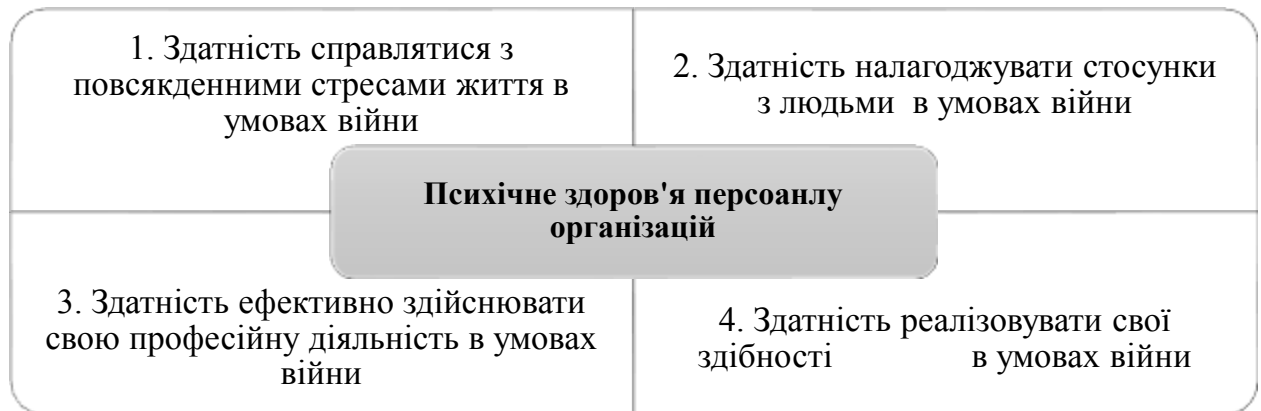 1. Здатність справлятися з
повсякденними стресами життя в
умовах війни
2. Здатність налагоджувати стосунки
з людьми в умовах війни
Психічне здоров'я персоанлу
організацій
3. Здатність ефективно здійснювати
свою професійну діяльність в умовах
війни
4. Здатність реалізовувати свої
здібності в умовах війни